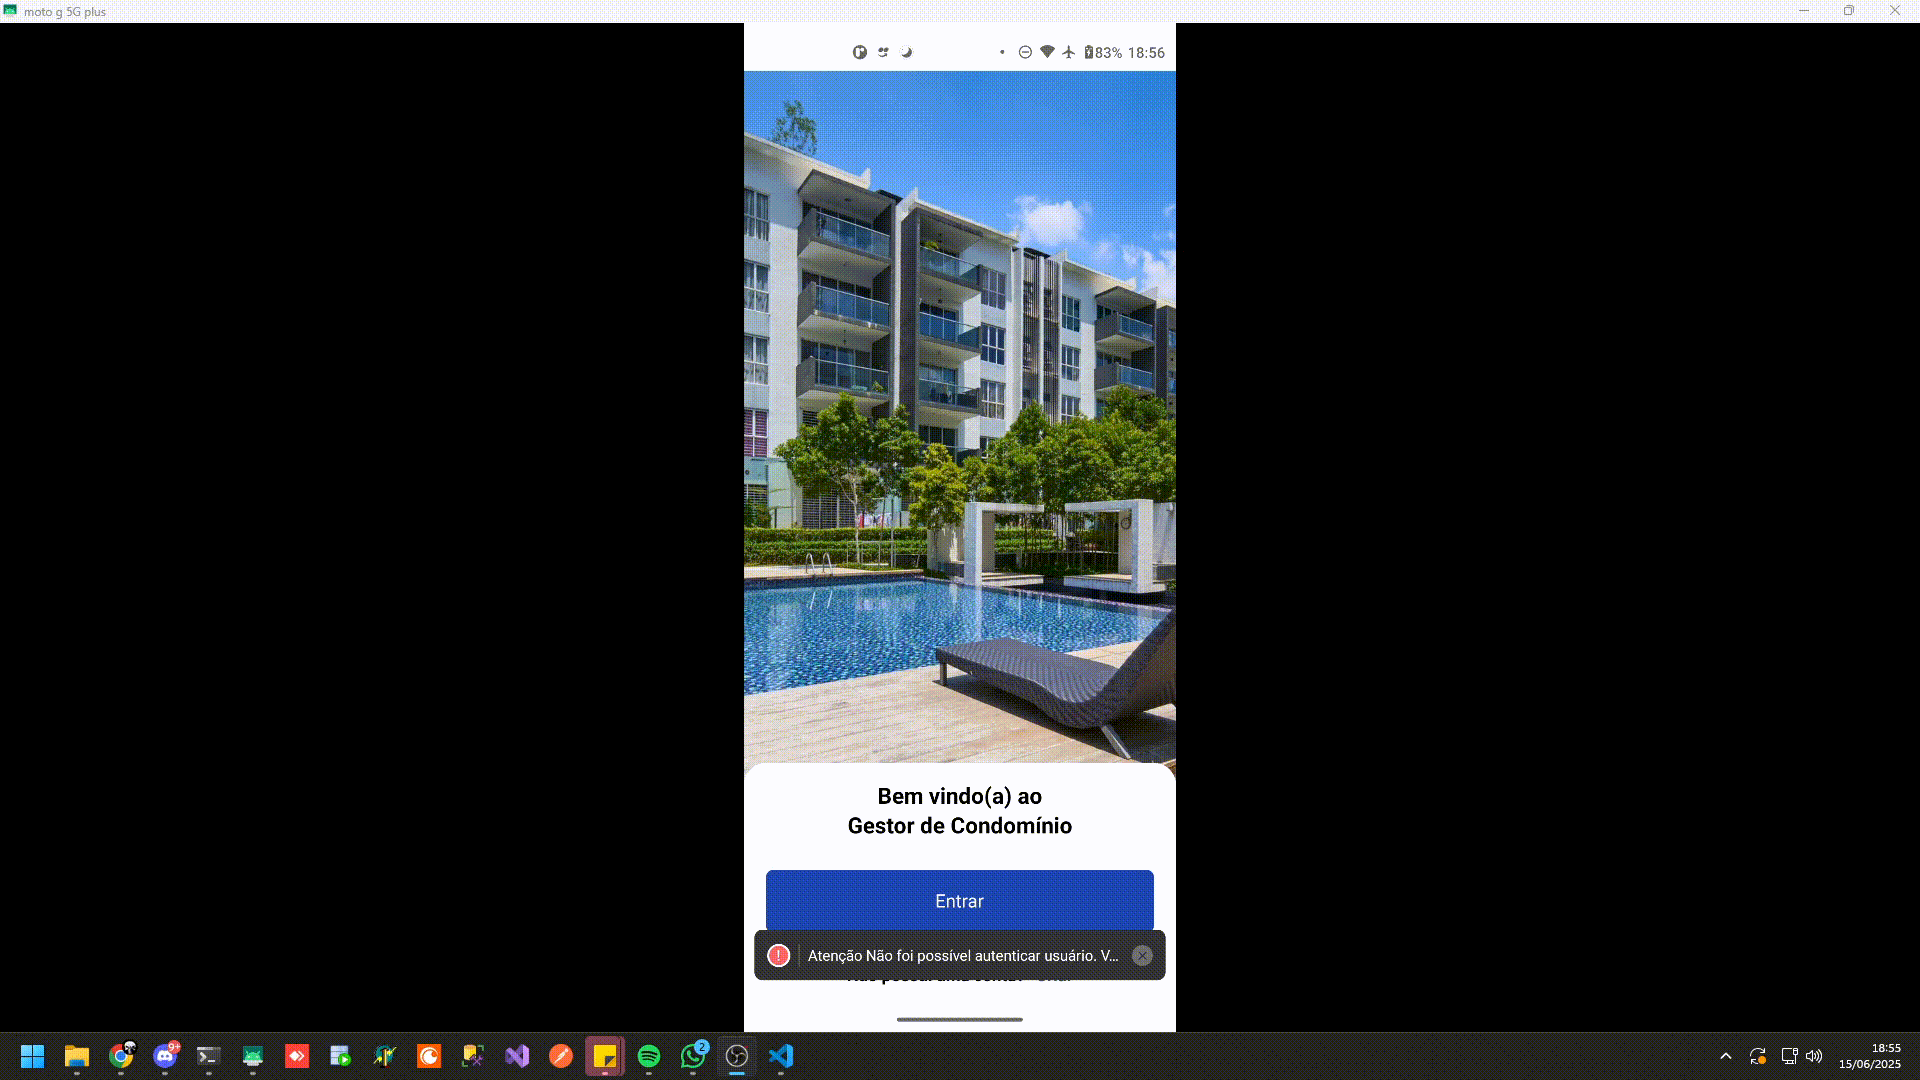 moto g 5G plus
83% 18:56
Bem vindo(a) ao
Gestor de Condomínio
Entrar
Atenção Não foi possível autenticar usuário. V...
9+
2
18:55
15/06/2025